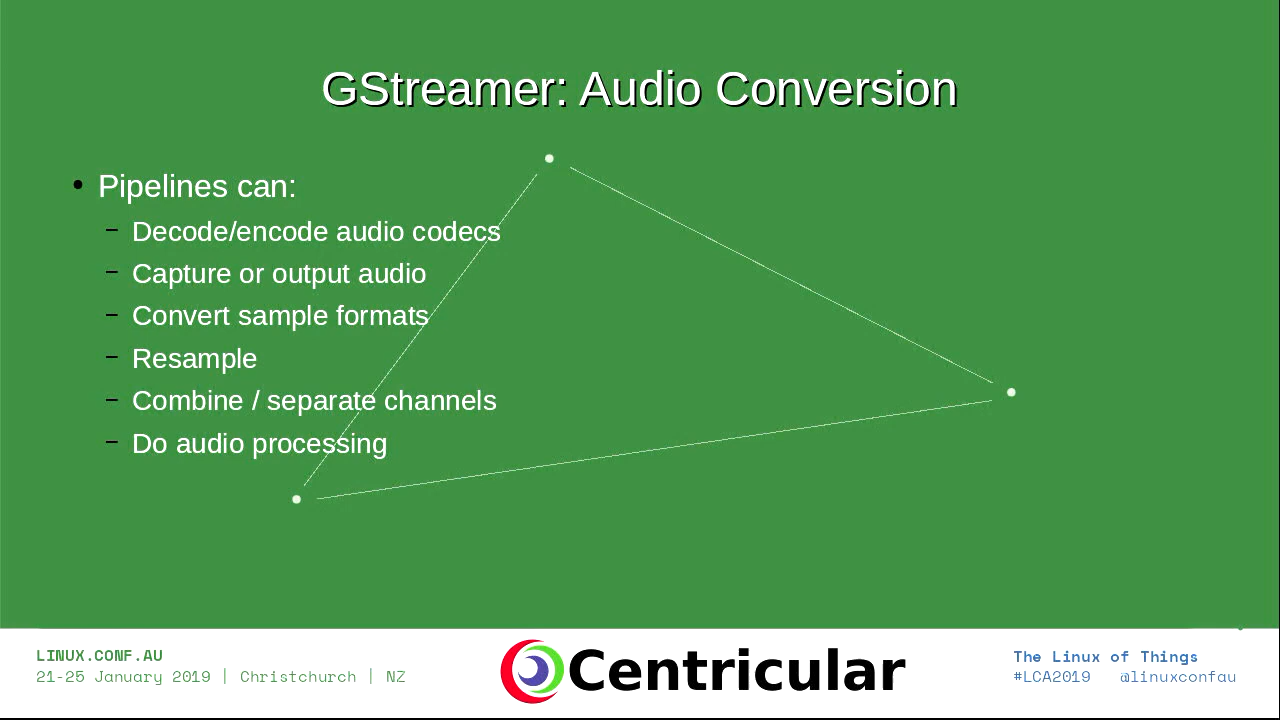 GStreamer: Audio Conversion
Pipelines can:
Decode/encode audio codecs
Capture or output audio
Convert sample formats
Resample
Combine / separate channels
Do audio processing
LINUX.CONF.AU
21-25 January 2019 | Christchurch | NZ
Centricular
The Linux of Things
#LCA2019 @linuxconfau